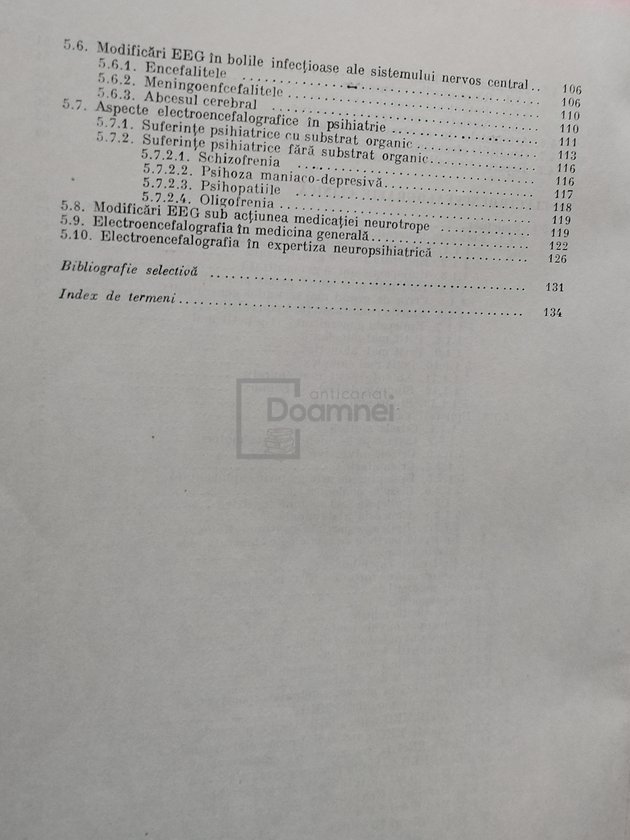 5.6. Modificări EEG în bolile infecțioase ale sistemului nervos central.. 106
5.6.1. Encefalitele .......... 106
5.6.2. Meningoenfcefalitele .......... 110
5.6.3. Abcesul cerebral .......... 110
5.7. Aspecte electroencefalografice în psihiatrie .......... 111
5.7.1. Suferințe psihiatrice cu substrat organic .......... 113
5.7.2. Suferințe psihiatrice fără substrat organic .......... 116
5.7.2.1. Schizofrenia .......... 116
5.7.2.2. Psihoza maniaco-depresivă .......... 117
5.7.2.3. Psihopatiile .......... 118
5.7.2.4. Oligofrenia .......... 119
5.8. Modificări EEG sub acțiunea medicației neurotrope .......... 119
5.9. Electroencefalografia în medicina generală .......... 122
5.10. Electroencefalografia în expertiza neuropsihiatrică .......... 126
Bibliografie selectivă .......... 131
Index de termeni .......... 134
anticariat
Doamnei